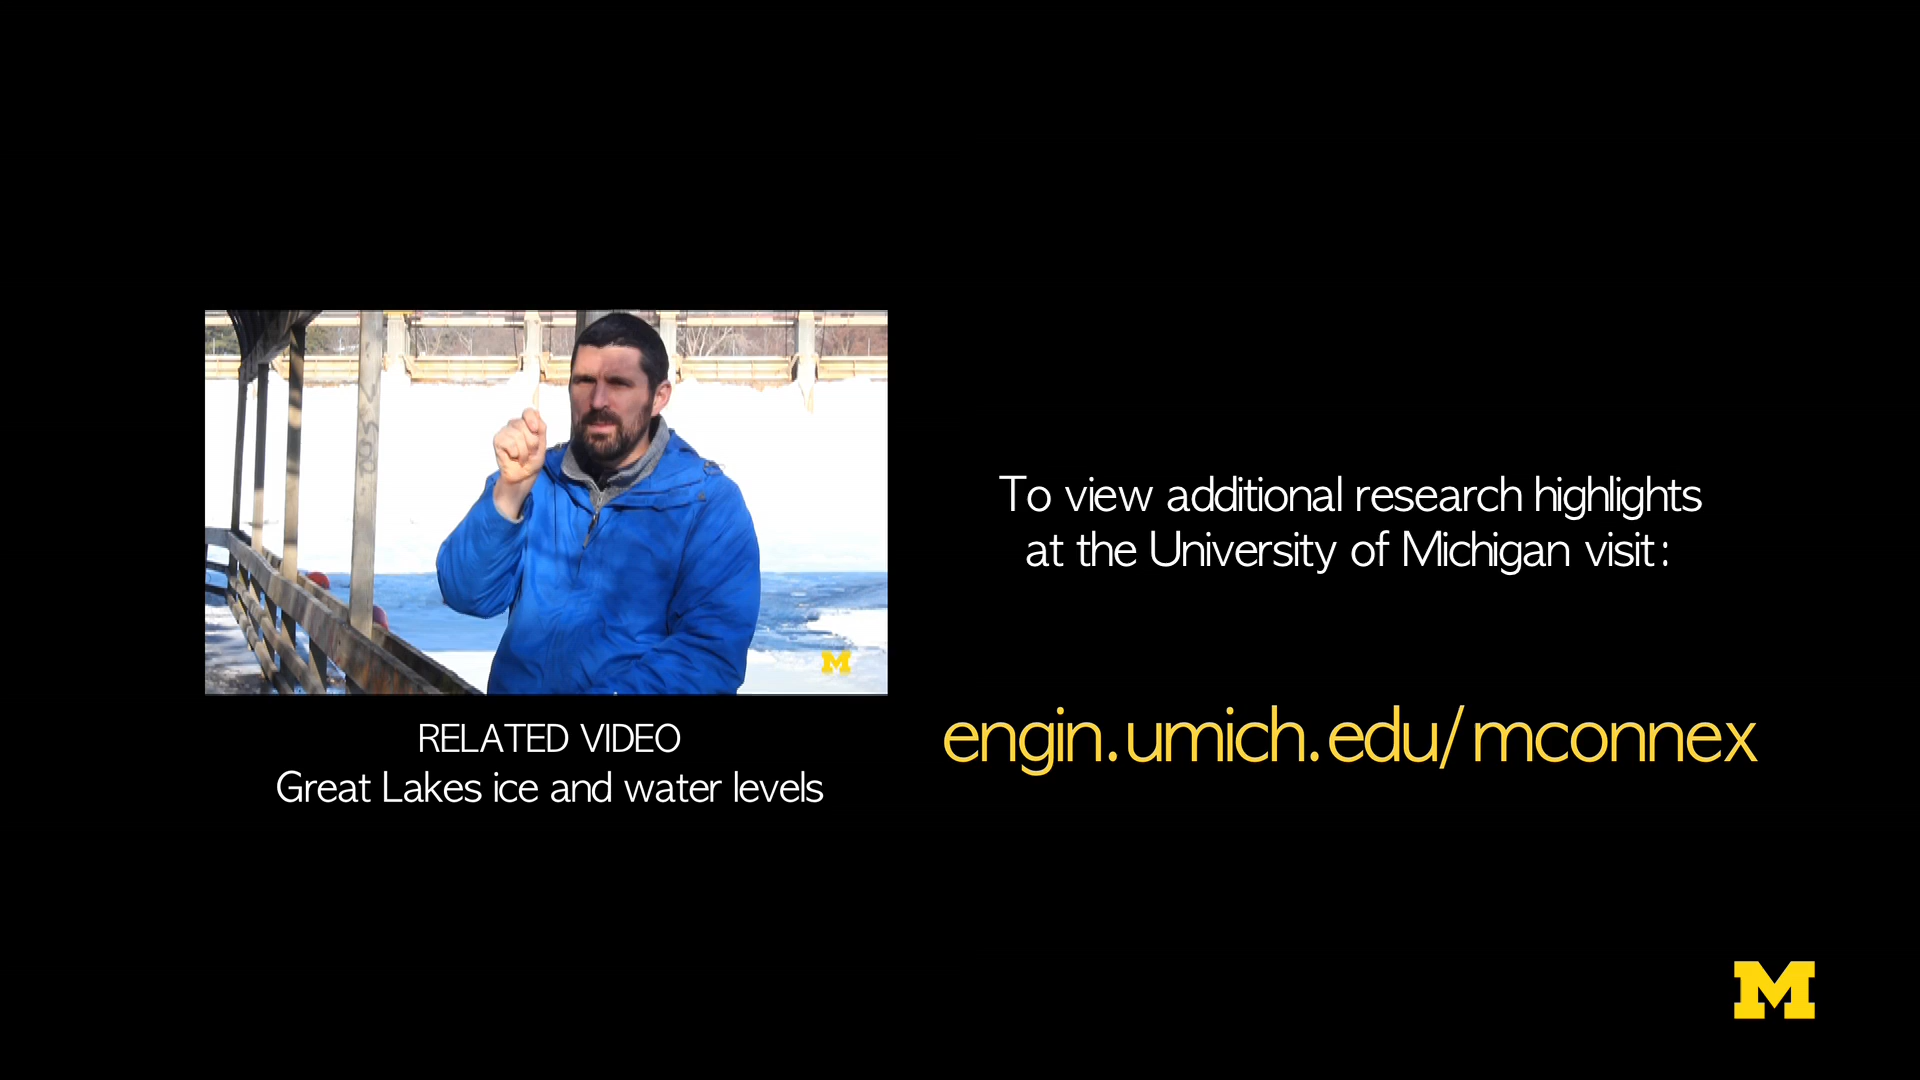 RELATED VIDEO
Great Lakes ice and water levels
To view additional research highlights
at the University of Michigan visit:
engin.umich.edu/mconnex
M
M